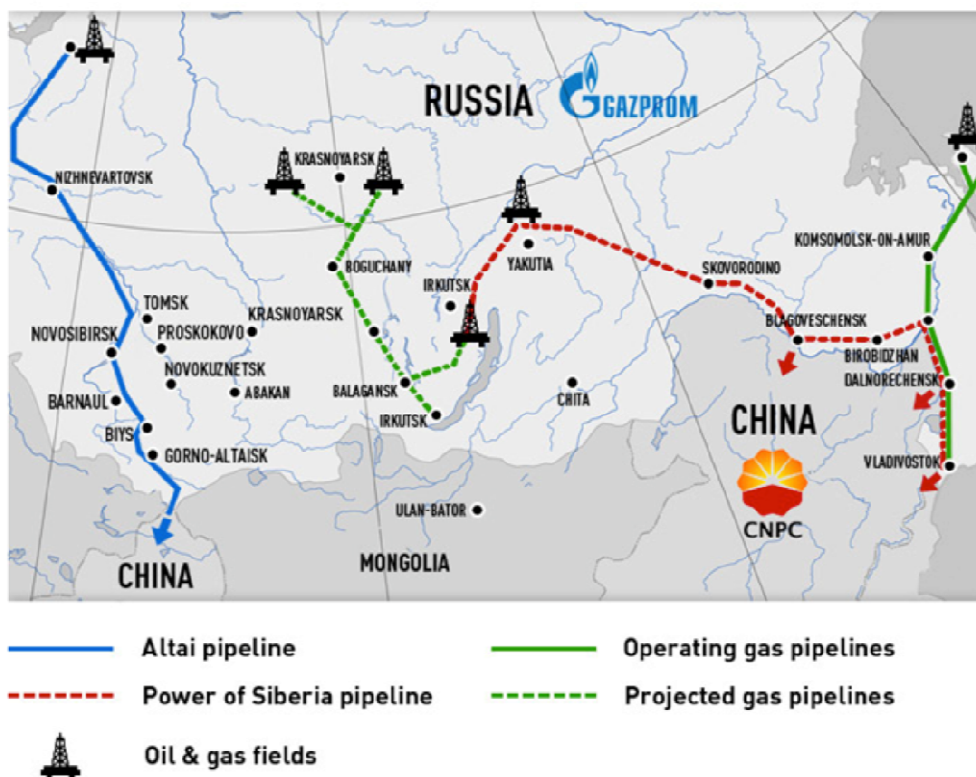 RUSSIA
GAZPROM
KRASNOYARSK
NIZHNEVARTOVSK
KOMSOMOLSK-ON-AMUR
BOGUCHANY
YAKUTIA
SKOVORODINO
IRKUTSK
TOMSK
KRASNOYARSK
NOVOSIBIRSK
PROSKOKOVO
BLAGOVESCHENSK
BIROBIDZHAN
NOVOKUZNETSK
BALAGANSK
ABAKAN
CHITA
DALNORECHENSK
BARNAUL
IRKUTSK
BIYS
CHINA
GORNO-ALTAISK
VLADIVOSTOK
ULAN-BATOR
CNPC
MONGOLIA
CHINA
Altai pipeline
Operating gas pipelines
Power of Siberia pipeline
Projected gas pipelines
Oil & gas fields